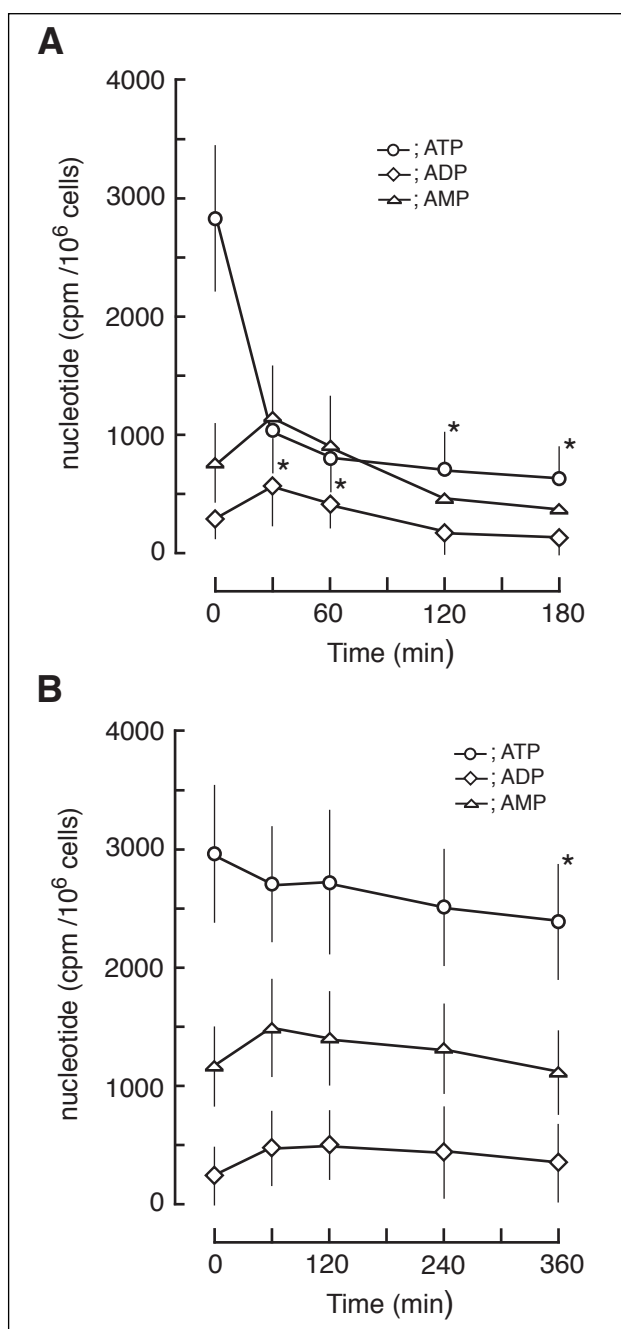 A
nucleotide (cpm /10⁶ cells)
4000
3000
2000
1000
0
; ATP
; ADP
; AMP
*
*
*
*
0
60
120
180
Time (min)
B
nucleotide (cpm /10⁶ cells)
4000
3000
2000
1000
0
; ATP
; ADP
; AMP
*
0
120
240
360
Time (min)